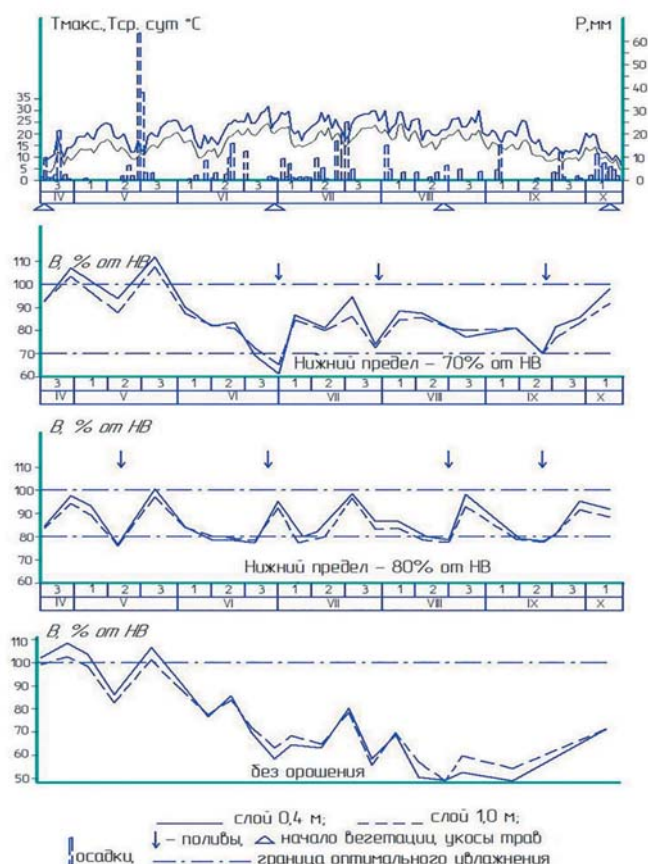 Тмакс.,Тср. сут °С Р,мм
60
50
40
35
30 30
25
20 20
15
10 10
5
0 0
3 1 2 3 1 2 3 1 2 3 1 2 3 1 2 3 1
IV V VI VII VIII IX X
В, % от НВ
110
100
90
80
70
Нижний предел – 70% от НВ
60
3 1 2 3 1 2 3 1 2 3 1 2 3 1 2 3 1
IV V VI VII VIII IX X
В, % от НВ
110
100
90
80
70
Нижний предел – 80% от НВ
60
3 1 2 3 1 2 3 1 2 3 1 2 3 1 2 3 1
IV V VI VII VIII IX X
В, % от НВ
110
100
90
80
70
60
без орошения
50
слой 0,4 м; слой 1,0 м;
– поливы, начало вегетации, укосы трав
осадки, граница оптимального увлажнения